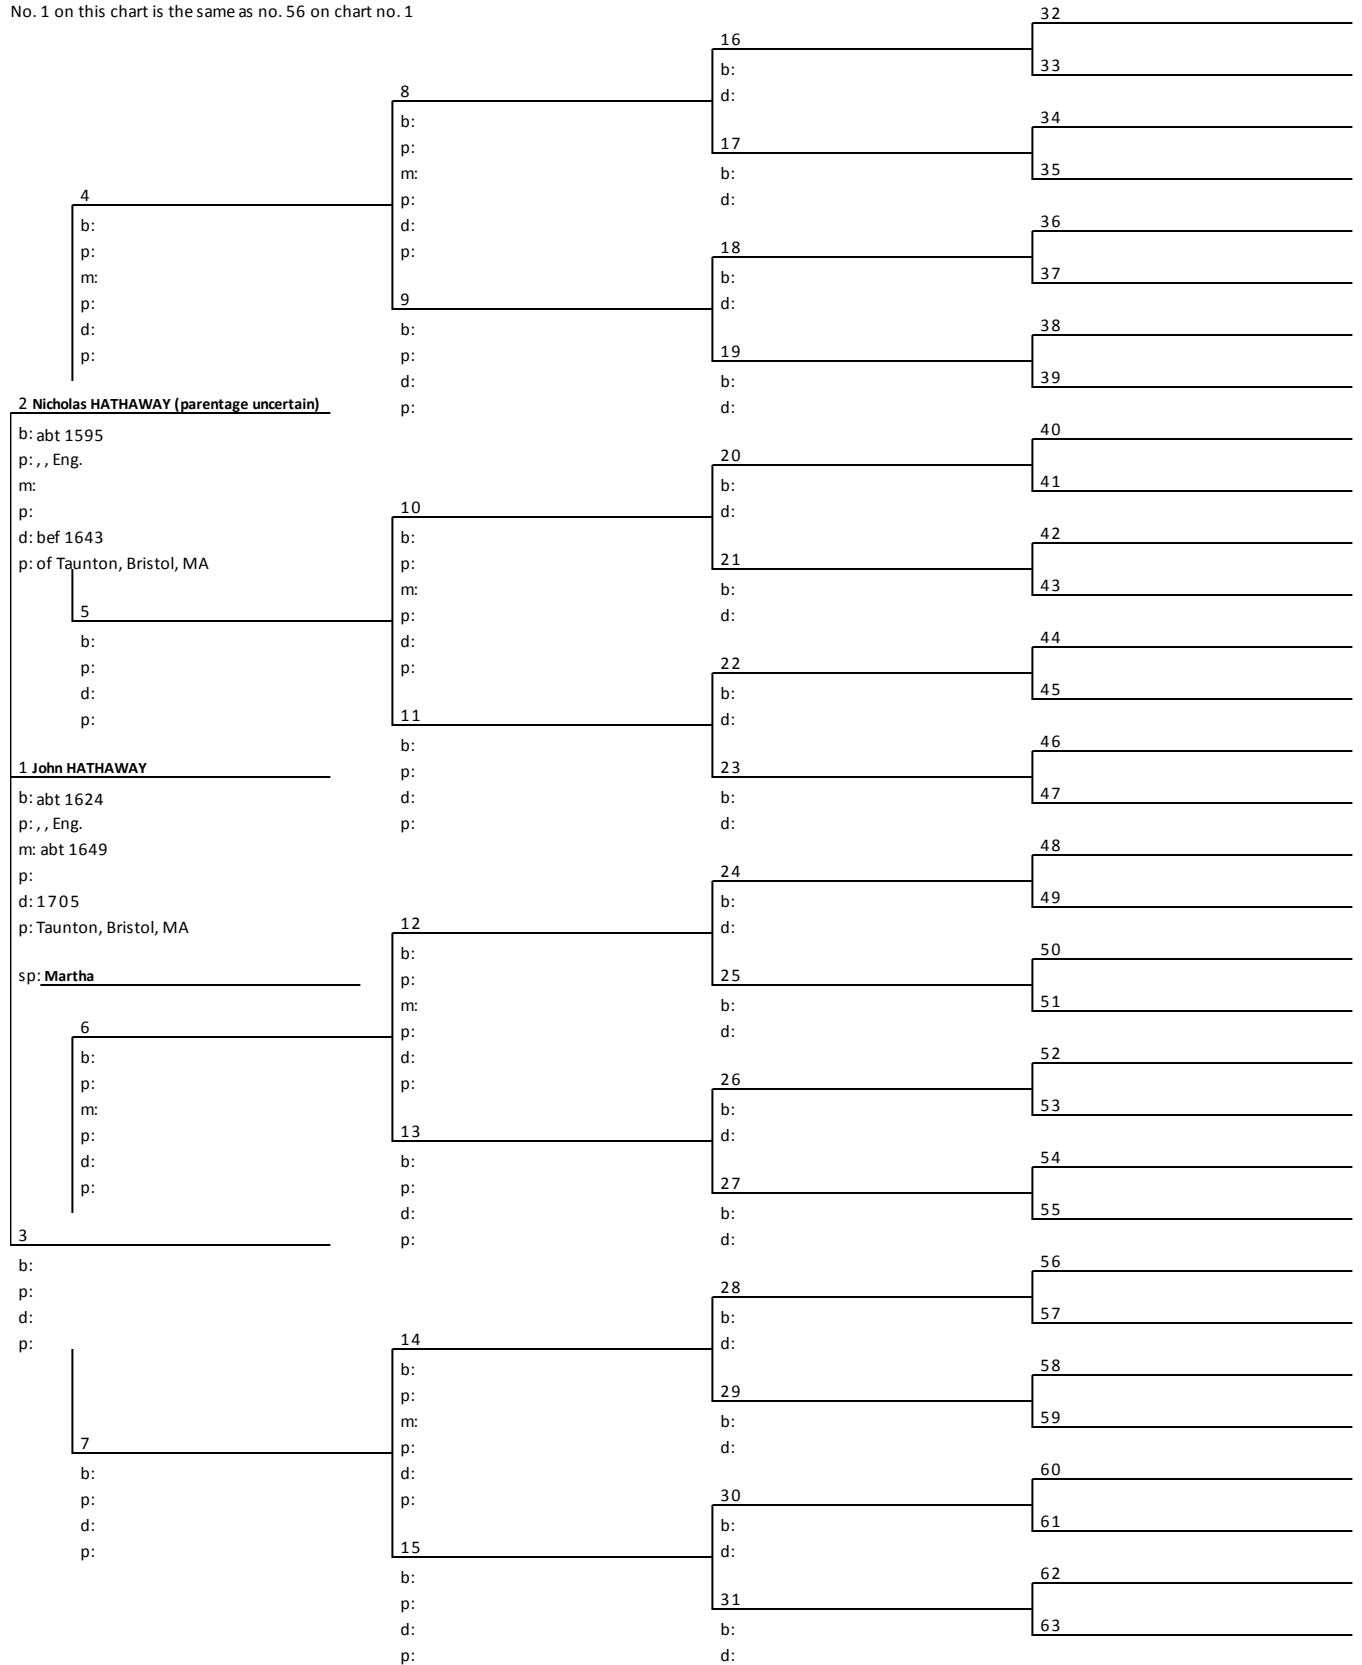 No. 1 on this chart is the same as no. 56 on chart no. 1
4
b:
p:
m:
p:
d:
p:
2 Nicholas HATHAWAY (parentage uncertain)
b: abt 1595
p: , , Eng.
m:
p:
d: bef 1643
p: of Taunton, Bristol, MA
5
b:
p:
d:
p:
1 John HATHAWAY
b: abt 1624
p: , , Eng.
m: abt 1649
p:
d: 1705
p: Taunton, Bristol, MA
sp: Martha
6
b:
p:
m:
p:
d:
p:
3
b:
p:
d:
p:
7
b:
p:
d:
p:
8
b:
p:
m:
p:
d:
p:
9
b:
p:
d:
p:
10
b:
p:
m:
p:
d:
p:
11
b:
p:
d:
p:
12
b:
p:
m:
p:
d:
p:
13
b:
p:
d:
p:
14
b:
p:
m:
p:
d:
p:
15
b:
p:
d:
p:
16
b:
d:
17
b:
d:
18
b:
d:
19
b:
d:
20
b:
d:
21
b:
d:
22
b:
d:
23
b:
d:
24
b:
d:
25
b:
d:
26
b:
d:
27
b:
d:
28
b:
d:
29
b:
d:
30
b:
d:
31
b:
d:
32
33
34
35
36
37
38
39
40
41
42
43
44
45
46
47
48
49
50
51
52
53
54
55
56
57
58
59
60
61
62
63